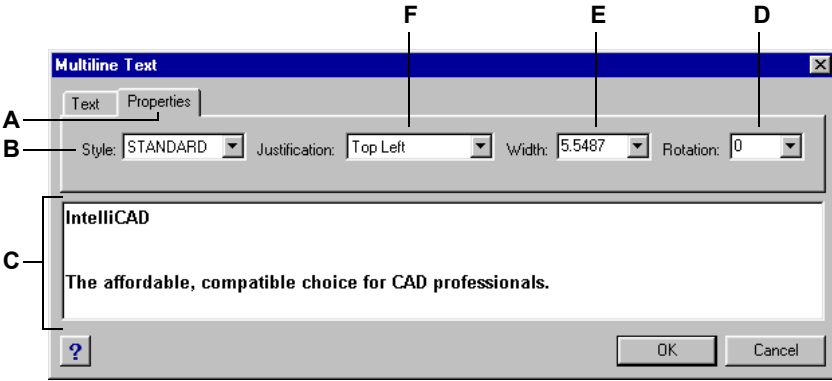 F E D
Multiline Text
Text Properties
A
B Style: STANDARD Justification: Top Left Width: 5.5487 Rotation: 0
IntelliCAD
C
The affordable, compatible choice for CAD professionals.
? OK Cancel